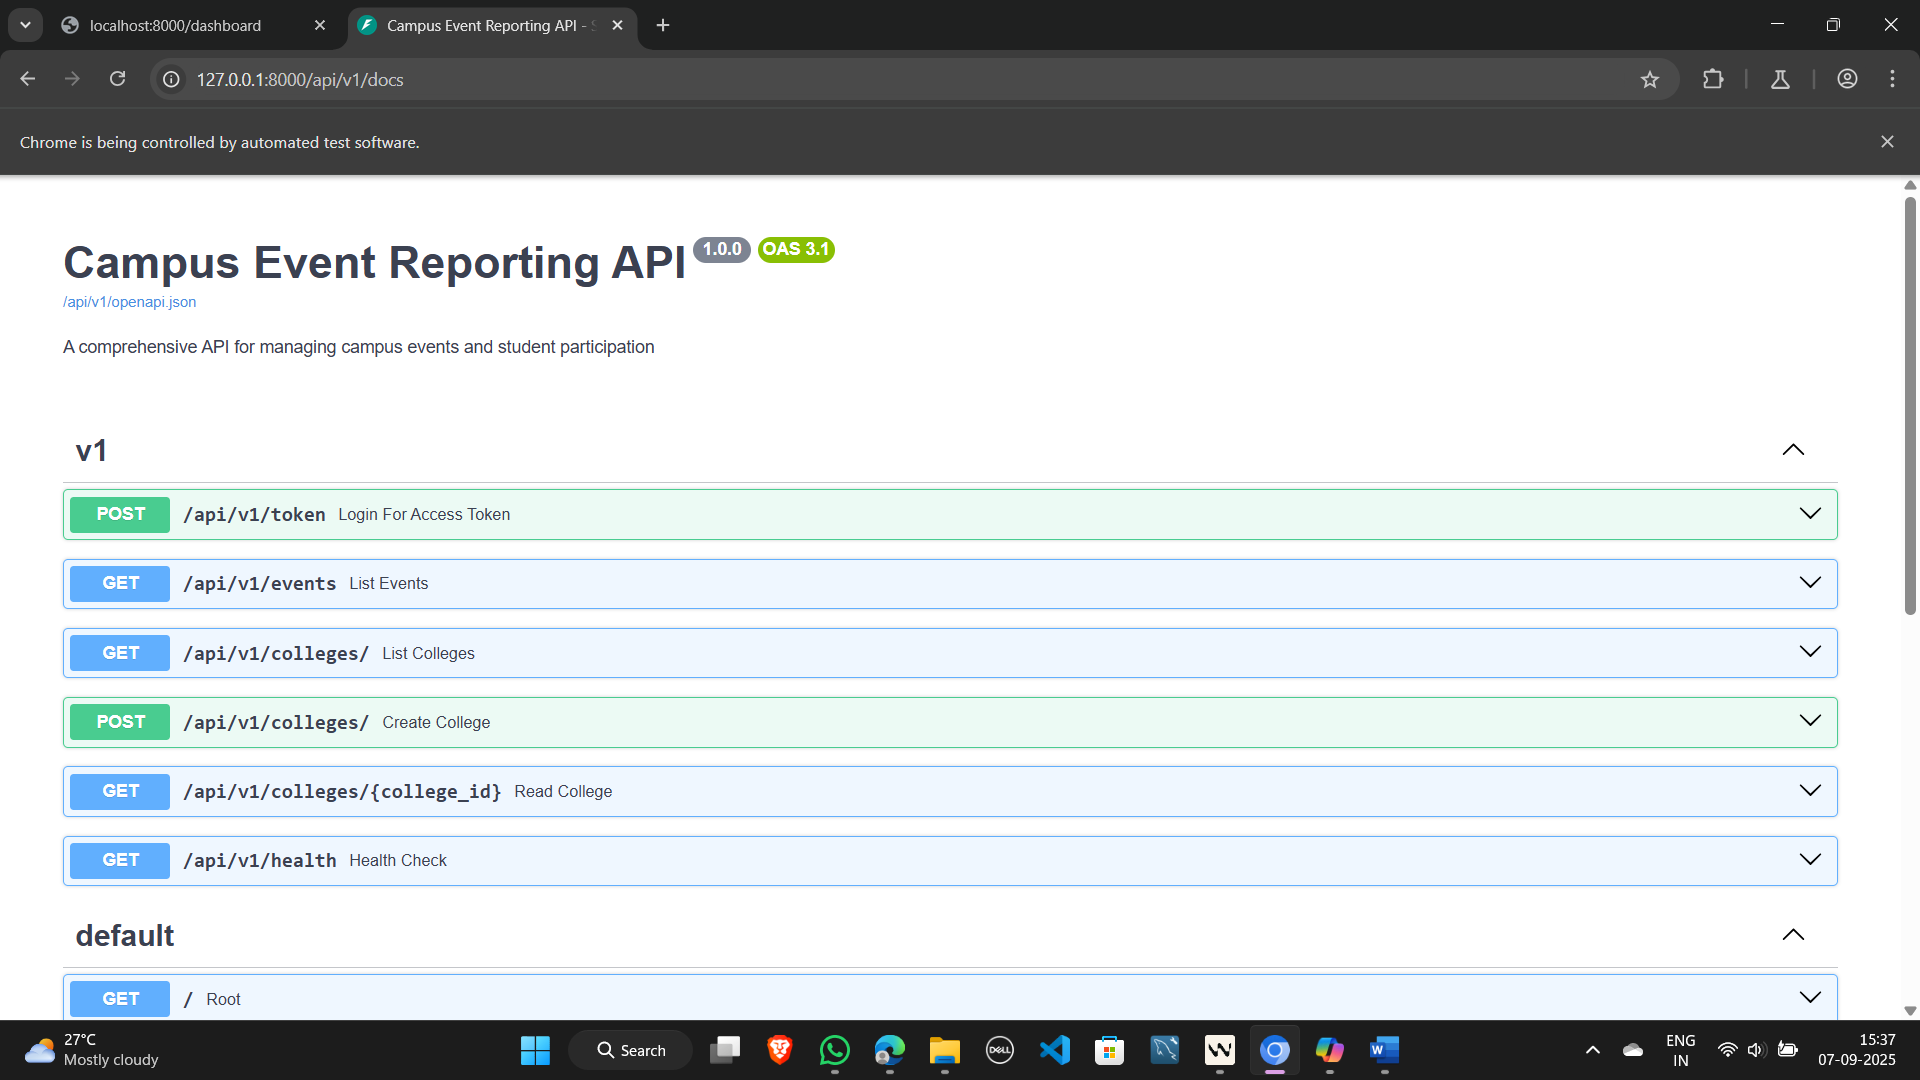 localhost:8000/dashboard
Campus Event Reporting API - S
127.0.0.1:8000/api/v1/docs
Chrome is being controlled by automated test software.
Campus Event Reporting API 1.0.0 OAS 3.1
/api/v1/openapi.json
A comprehensive API for managing campus events and student participation
v1
POST /api/v1/token Login For Access Token
GET /api/v1/events List Events
GET /api/v1/colleges/ List Colleges
POST /api/v1/colleges/ Create College
GET /api/v1/colleges/{college_id} Read College
GET /api/v1/health Health Check
default
GET / Root
27°C
Mostly cloudy
Search
DELL
W
ENG
IN
15:37
07-09-2025